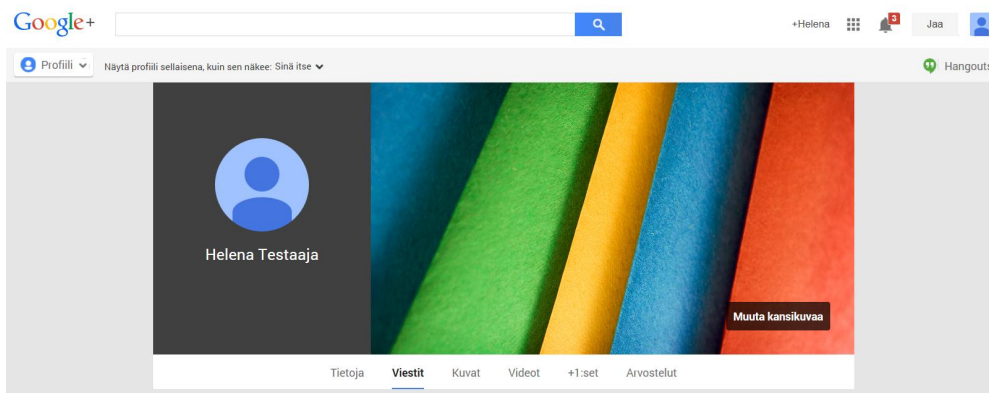 Google+
+Helena
3
Jaa
Profiili
Näytä profiili sellaisena, kuin sen näkee: Sinä itse
Hangouts
Helena Testaaja
Muuta kansikuvaa
Tietoja Viestit Kuvat Videot +1:set Arvostelut